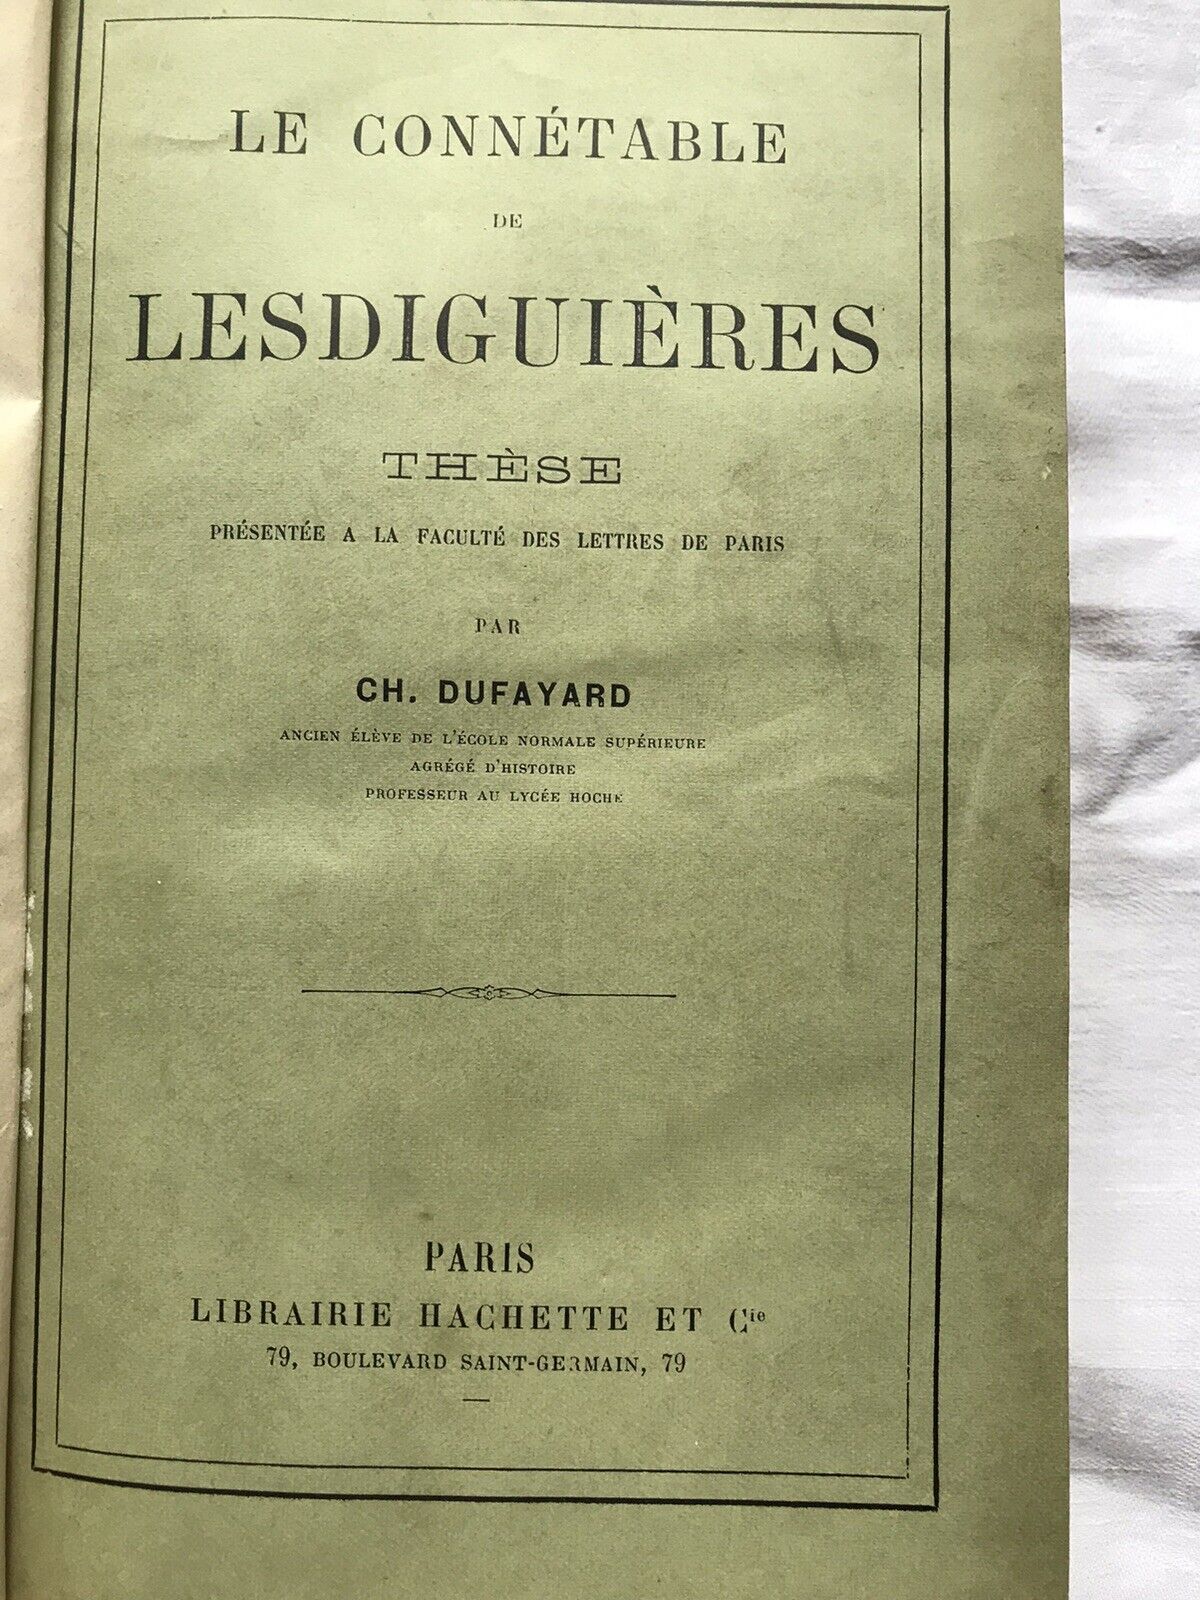 LE CONNÉTABLE
DE
LESDIGUIÈRES
THÈSE
PRÉSENTÉE A LA FACULTÉ DES LETTRES DE PARIS
PAR
CH. DUFAYARD
ANCIEN ÉLÈVE DE L'ÉCOLE NORMALE SUPÉRIEURE
AGRÉGÉ D'HISTOIRE
PROFESSEUR AU LYCÉE HOCHE
PARIS
LIBRAIRIE HACHETTE ET Cie
79, BOULEVARD SAINT-GERMAIN, 79